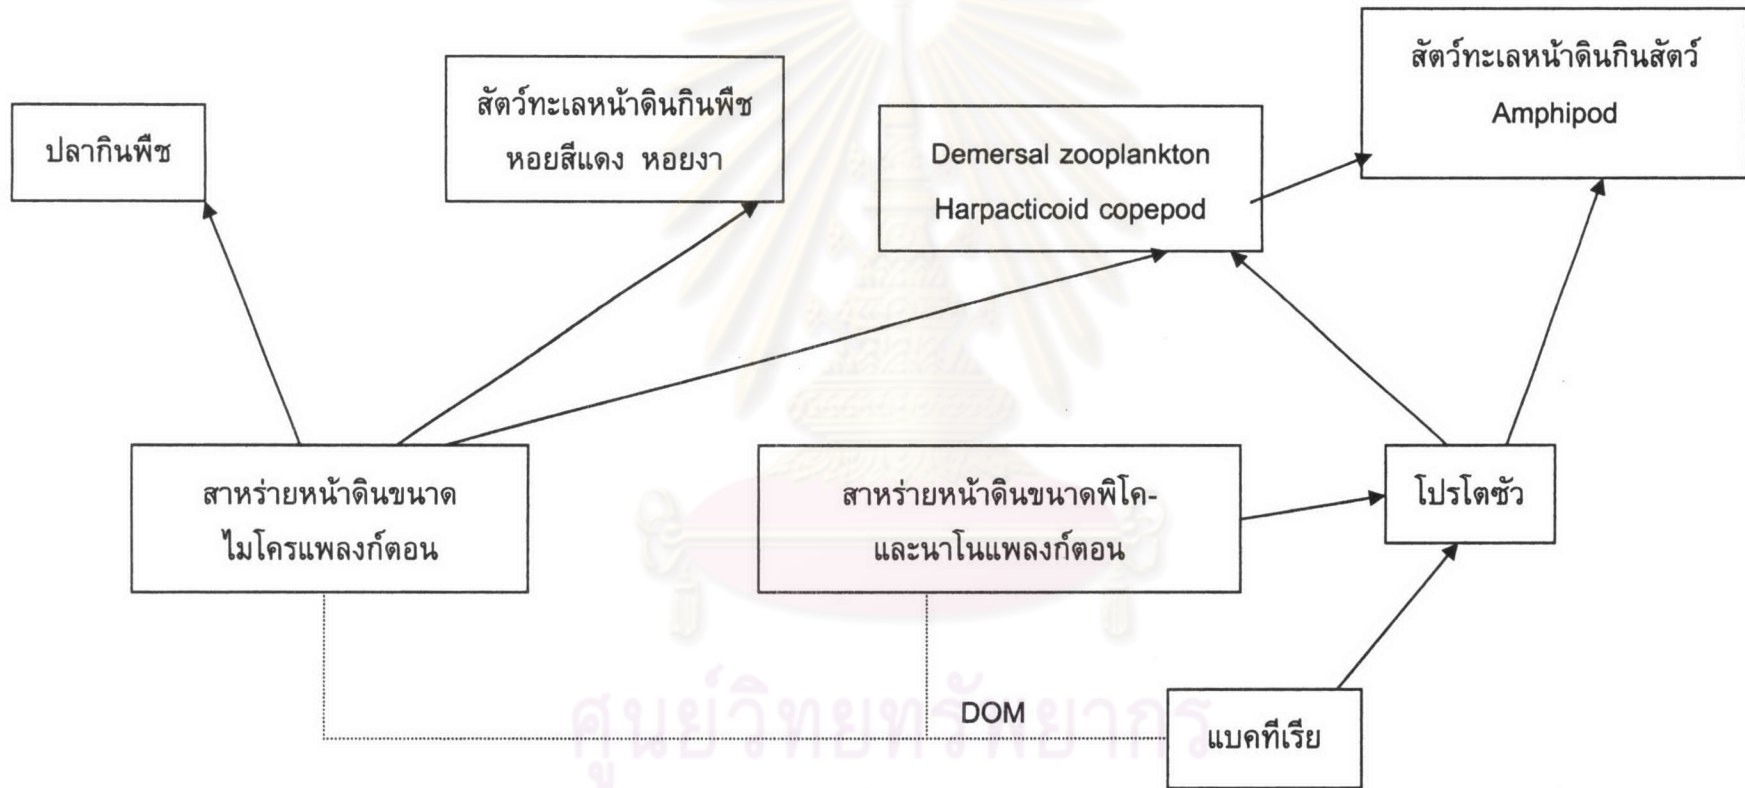 สัตว์ทะเลหน้าดินกินสัตว์
Amphipod
สัตว์ทะเลหน้าดินกินพืช
หอยสีแดง หอยงา
ปลากินพืช
Demersal zooplankton
Harpacticoid copepod
สาหร่ายหน้าดินขนาด
ไมโครแพลงก์ตอน
สาหร่ายหน้าดินขนาดพิโค-
และนาโนแพลงก์ตอน
โปรโตซัว
DOM
แบคทีเรีย
ศูนย์วิทยทรัพยากร